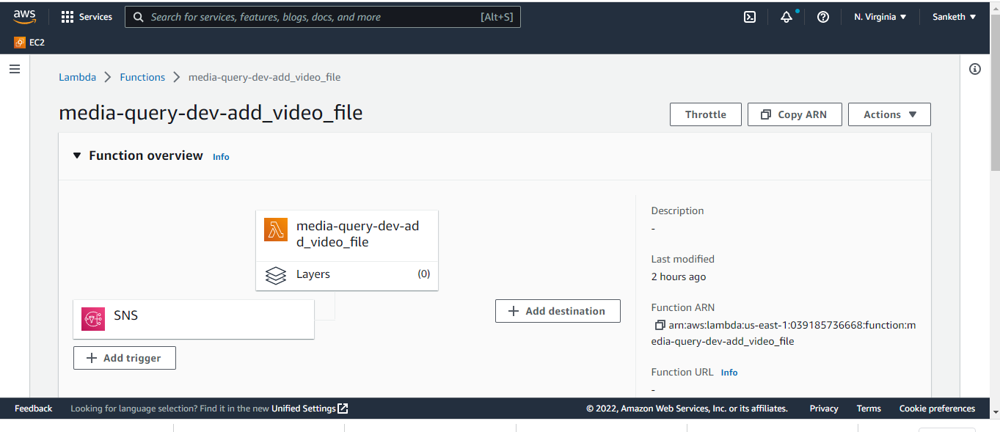 aws
Services
Search for services, features, blogs, docs, and more
[Alt+S]
N. Virginia
Sanketh
EC2
Lambda
Functions
media-query-dev-add_video_file
media-query-dev-add_video_file
Throttle
Copy ARN
Actions
Function overview
Info
media-query-dev-ad
d_video_file
Layers
(0)
SNS
Add trigger
Add destination
Description
-
Last modified
2 hours ago
Function ARN
arn:aws:lambda:us-east-1:039185736668:function:m
edia-query-dev-add_video_file
Function URL
Info
-
Feedback
Looking for language selection? Find it in the new Unified Settings
© 2022, Amazon Web Services, Inc. or its affiliates.
Privacy
Terms
Cookie preferences